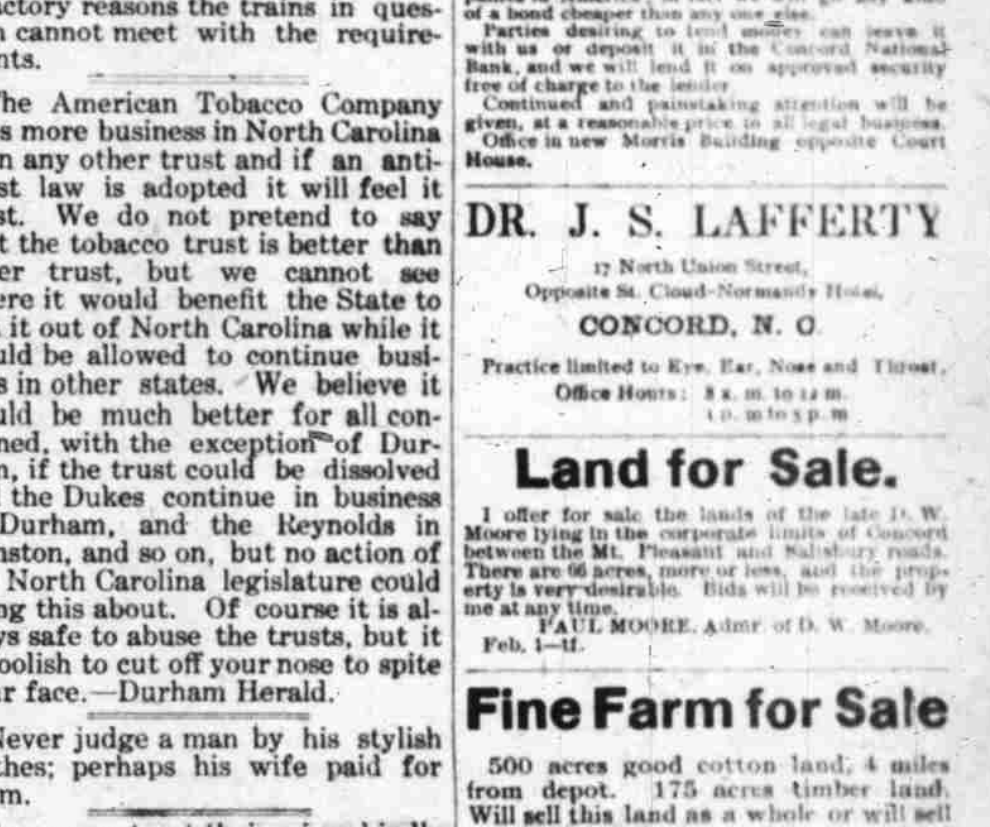 ctory reasons the trains in ques-
cannot meet with the require-
nts.
he American Tobacco Company
s more business in North Carolina
n any other trust and if an anti-
st law is adopted it will feel it
st. We do not pretend to say
t the tobacco trust is better than
er trust, but we cannot see
ere it would benefit the State to
it out of North Carolina while it
uld be allowed to continue busi-
s in other states. We believe it
uld be much better for all con-
ned, with the exception of Dur-
, if the trust could be dissolved
the Dukes continue in business
Durham, and the Reynolds in
nston, and so on, but no action of
North Carolina legislature could
ng this about. Of course it is al-
ys safe to abuse the trusts, but it
oolish to cut off your nose to spite
r face.—Durham Herald.
ever judge a man by his stylish
thes; perhaps his wife paid for
m.
of a bond cheaper than any one else.
Parties desiring to lend money can leave it
with us or deposit it in the Concord National
Bank, and we will lend it on approved security
free of charge to the lender.
Continued and painstaking attention will be
given, at a reasonable price to all legal business.
Office in new Morris Building opposite Court
House.
DR. J. S. LAFFERTY
17 North Union Street,
Opposite St. Cloud-Normandy Hotel,
CONCORD, N. C
Practice limited to Eye, Ear, Nose and Throat.
Office Hours: 8 a. m. to 12 m.
1 p. m to 5 p. m
Land for Sale.
I offer for sale the lands of the late D. W.
Moore lying in the corporate limits of Concord
between the Mt. Pleasant and Salisbury roads.
There are 66 acres, more or less, and the prop-
erty is very desirable. Bids will be received by
me at any time.
PAUL MOORE, Admr. of D. W. Moore.
Feb. 1—tf.
Fine Farm for Sale
500 acres good cotton land, 4 miles
from depot. 175 acres timber land.
Will sell this land as a whole or will sell